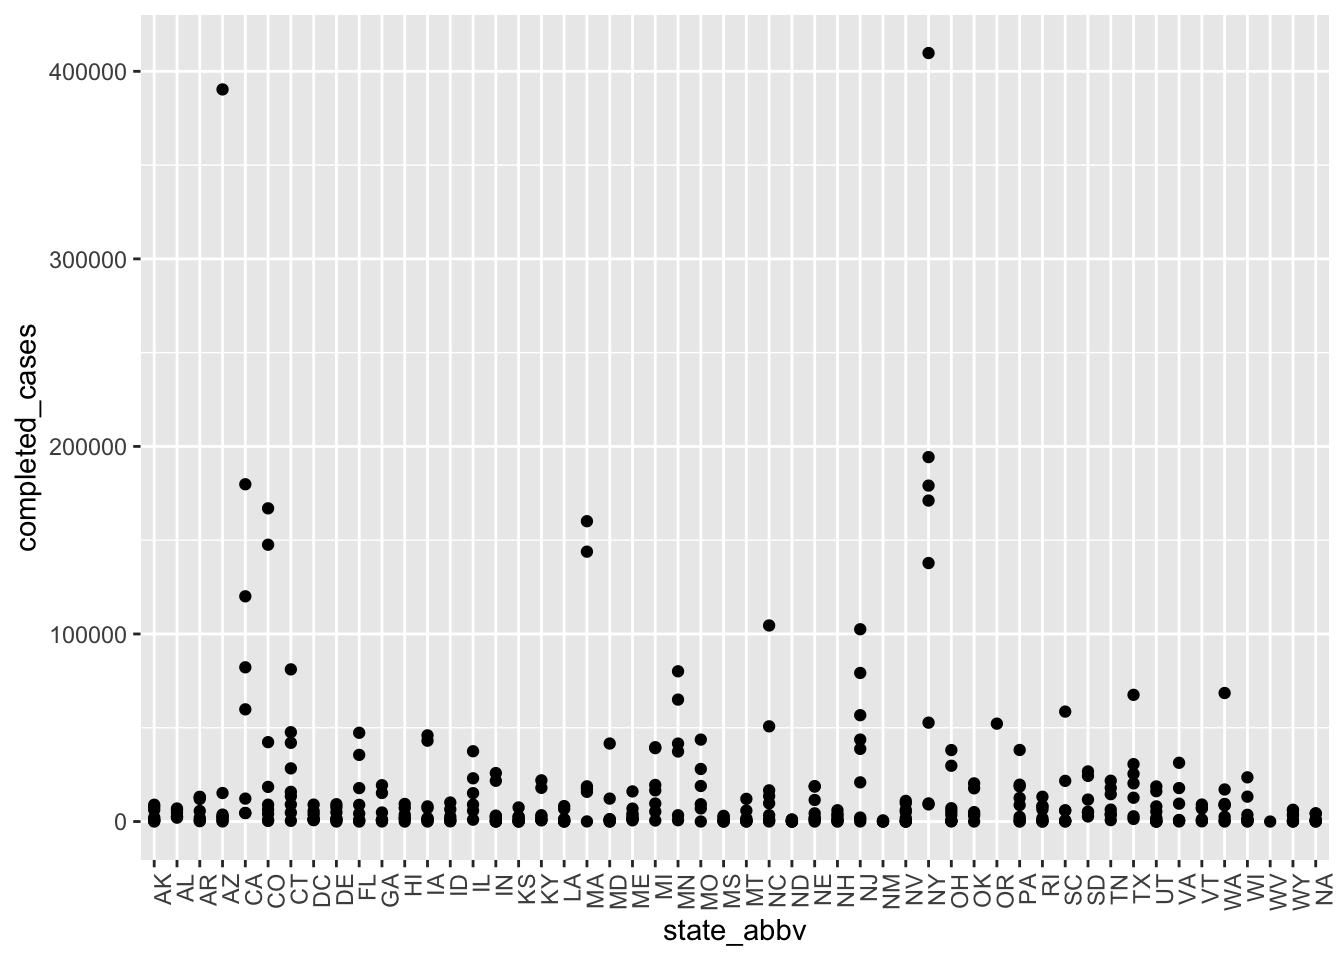 400000
300000
200000
100000
0
completed_cases
AK AL AR AZ CA CO CT DC DE FL GA HI IA ID IL IN KS KY LA MA MD ME MI MN MO MS MT NC ND NE NH NJ NM NV NY OH OK OR PA RI SC SD TN TX UT VA VT WA WI WV WY NA
state_abbv